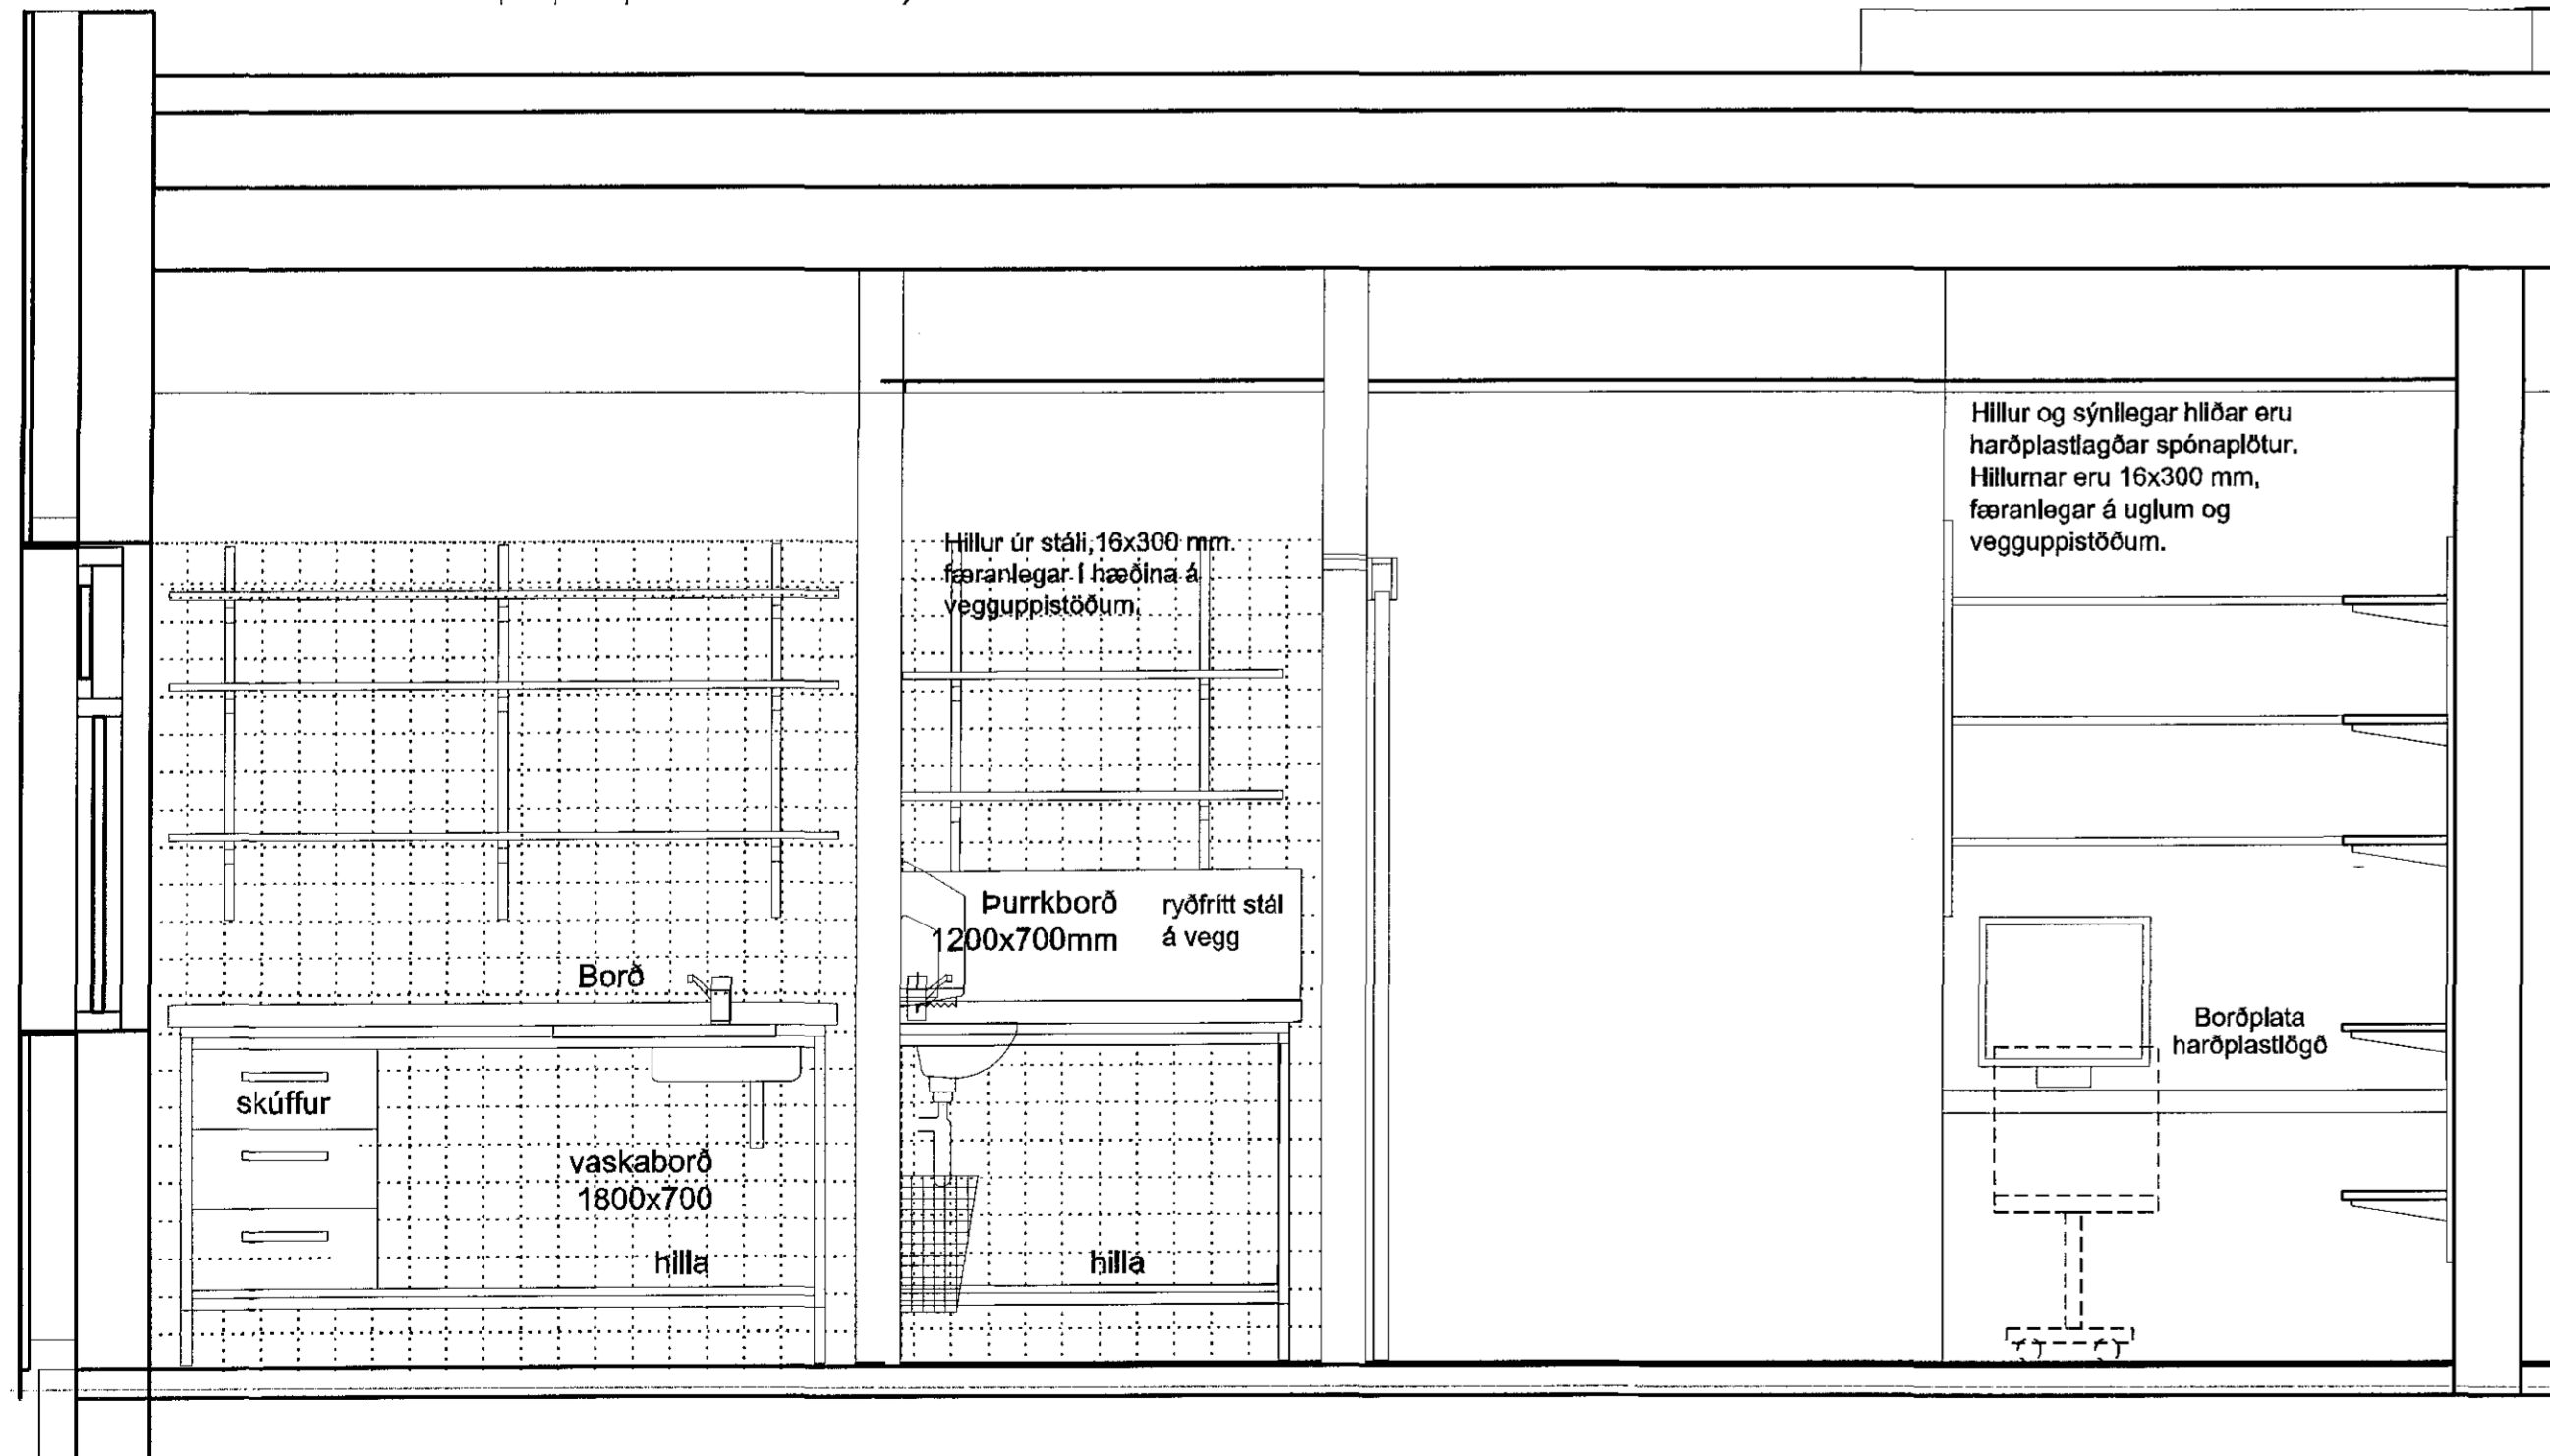 Hillur og sýnilegar hliðar eru
harðplastlagðar spónaplötur.
Hillurnar eru 16x300 mm,
færanlegar á uglum og
vegguppistöðum.
Hillur úr stáli,16x300 mm.
færanlegar í hæðina á
vegguppistöðum.
Þurrkborð
1200x700mm
ryðfrítt stál
á vegg
Borð
Borðplata
harðplastlögð
skúffur
vaskaborð
1800x700
hilla
hilla